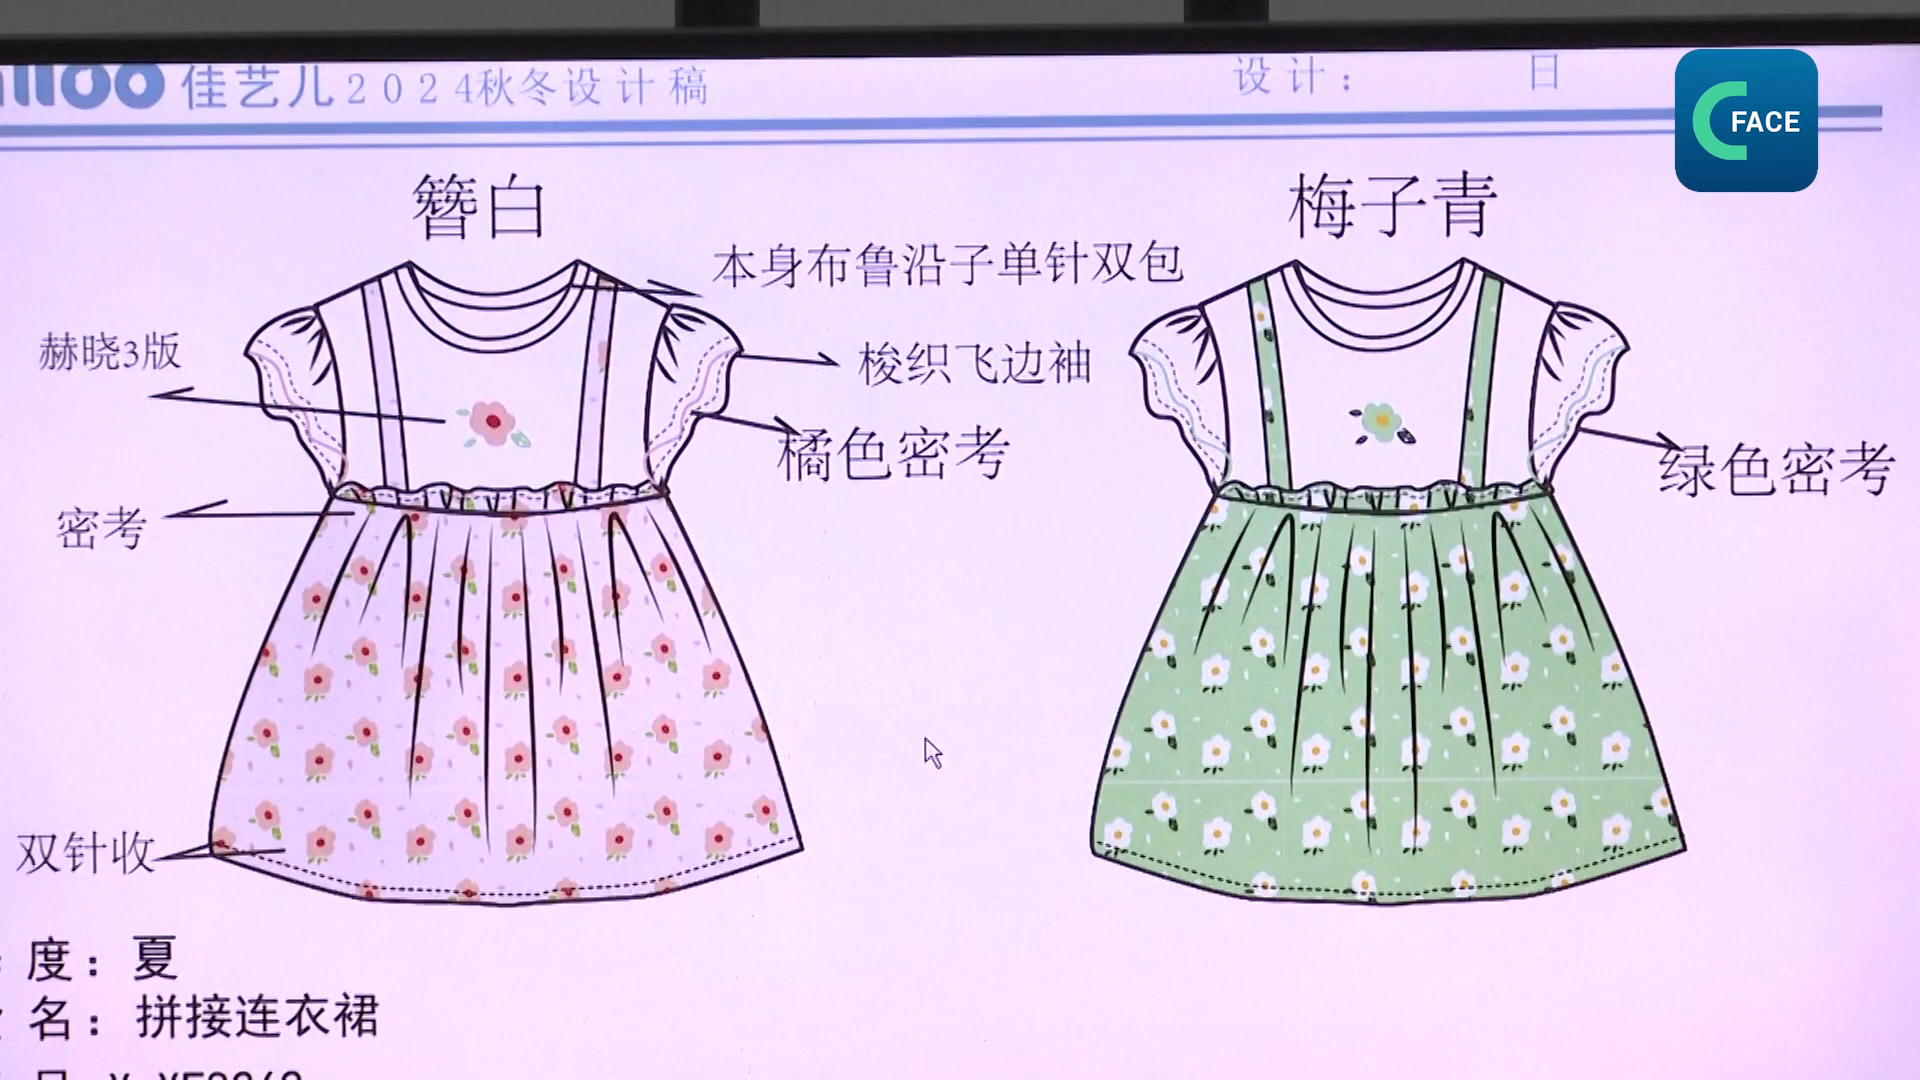 佳艺儿2024秋冬设计稿
设计：
日
FACE
簪白
梅子青
本身布鲁沿子单针双包
赫晓3版
梭织飞边袖
橘色密考
绿色密考
密考
双针收
度：夏
名：拼接连衣裙